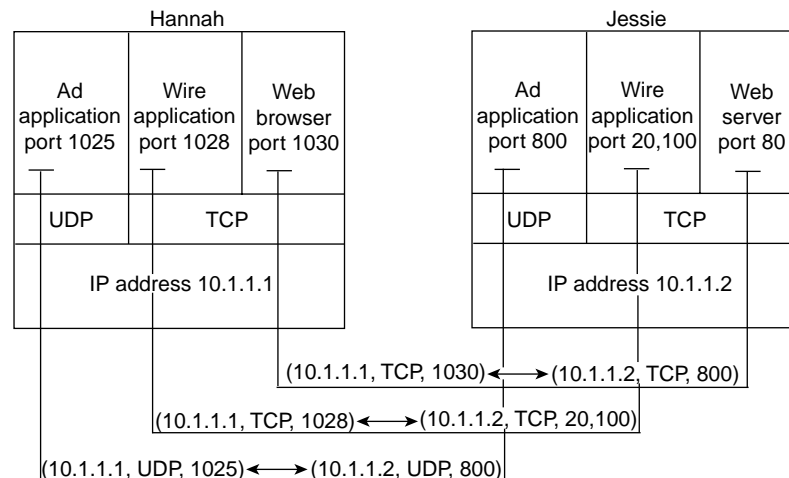 Hannah
Jessie
Ad
application
port 1025
Wire
application
port 1028
Web
browser
port 1030
Ad
application
port 800
Wire
application
port 20,100
Web
server
port 80
UDP
TCP
UDP
TCP
IP address 10.1.1.1
IP address 10.1.1.2
(10.1.1.1, TCP, 1030) (10.1.1.2, TCP, 800)
(10.1.1.1, TCP, 1028) (10.1.1.2, TCP, 20,100)
(10.1.1.1, UDP, 1025) (10.1.1.2, UDP, 800)